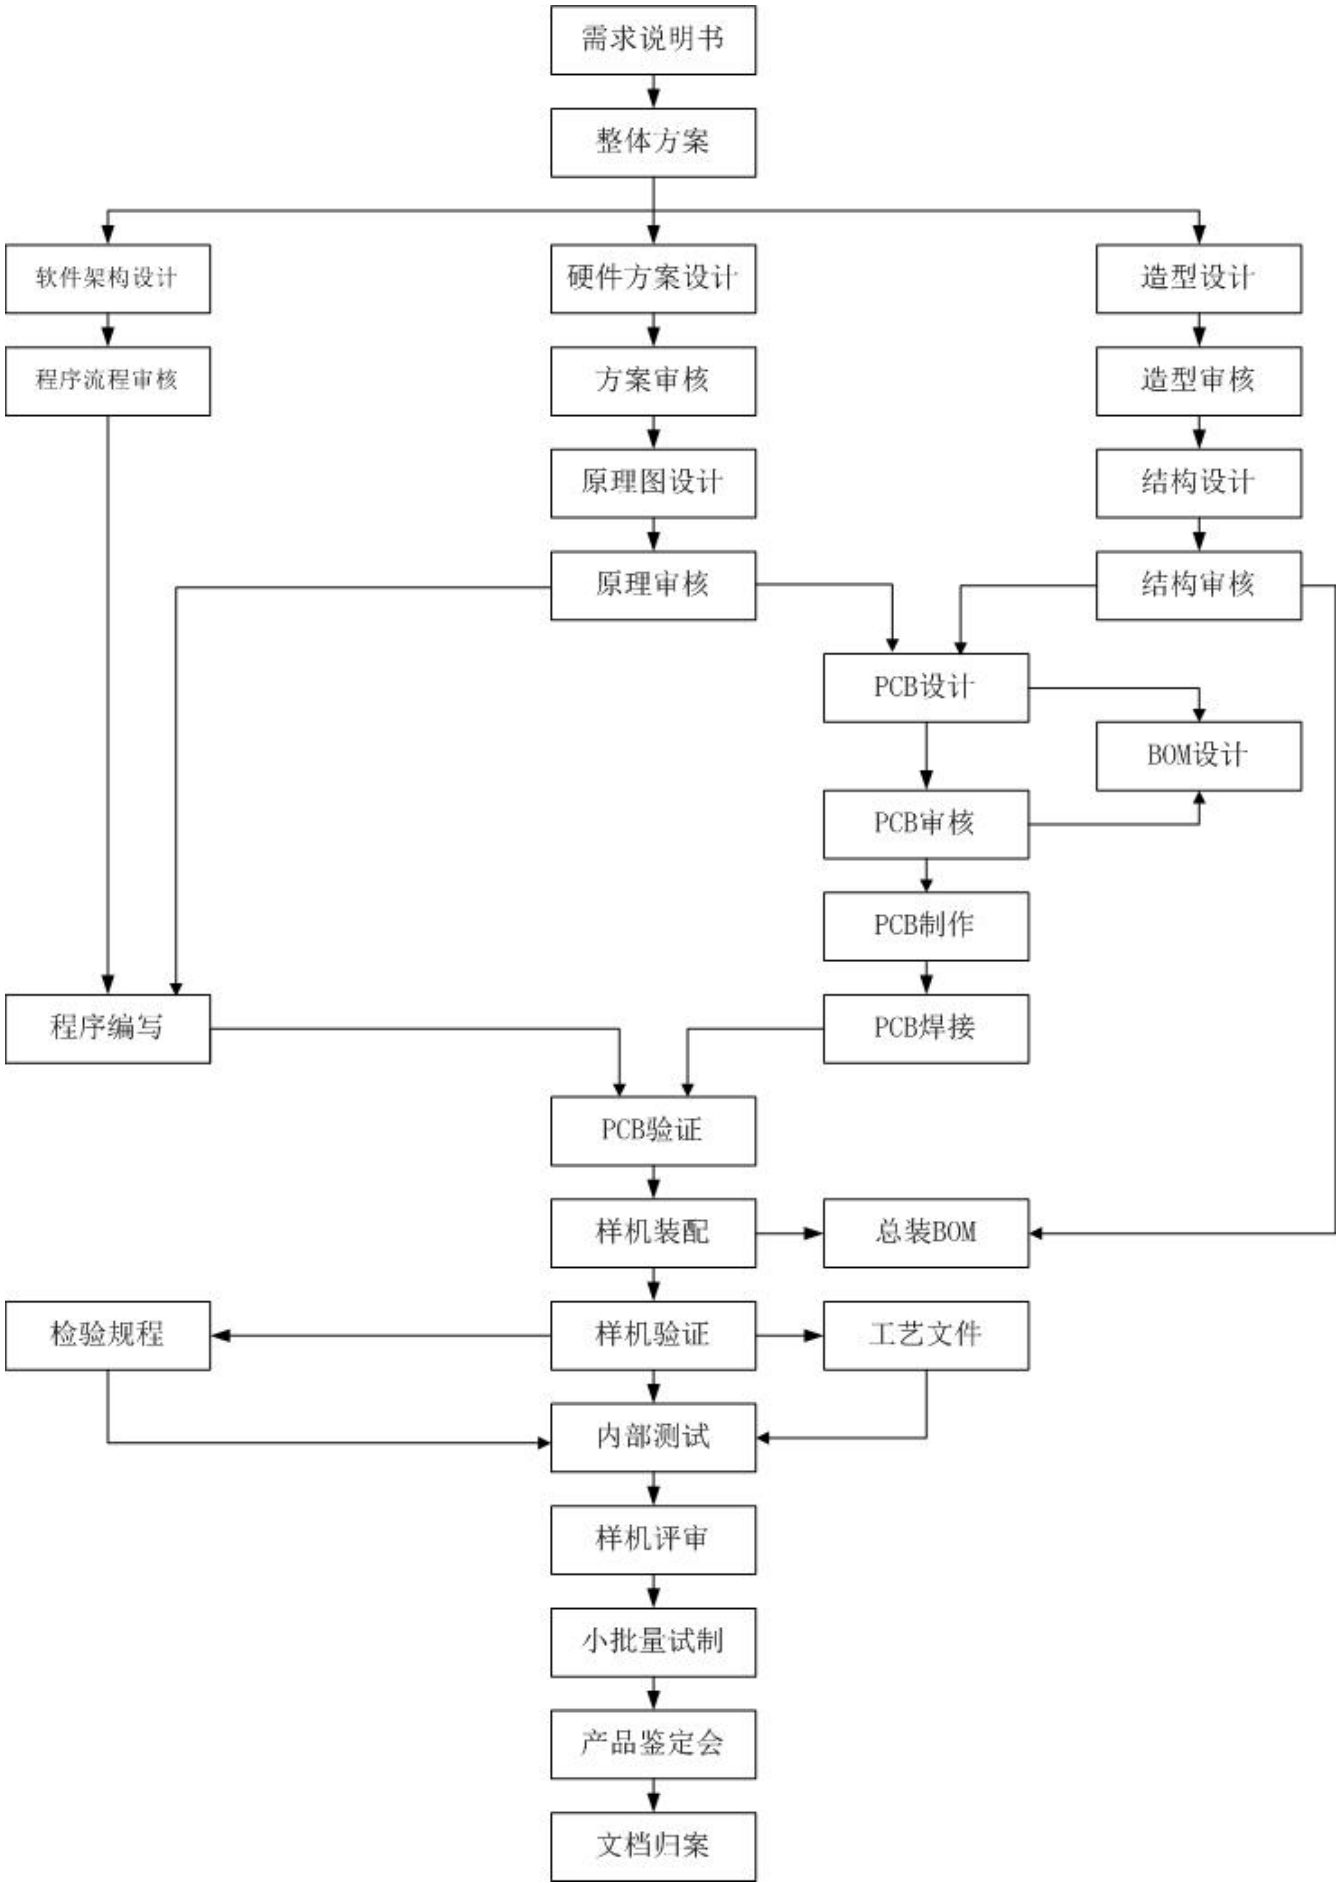 需求说明书
整体方案
软件架构设计
硬件方案设计
造型设计
程序流程审核
方案审核
造型审核
原理图设计
结构设计
原理审核
结构审核
PCB设计
BOM设计
PCB审核
PCB制作
程序编写
PCB焊接
PCB验证
样机装配
总装BOM
检验规程
样机验证
工艺文件
内部测试
样机评审
小批量试制
产品鉴定会
文档归案